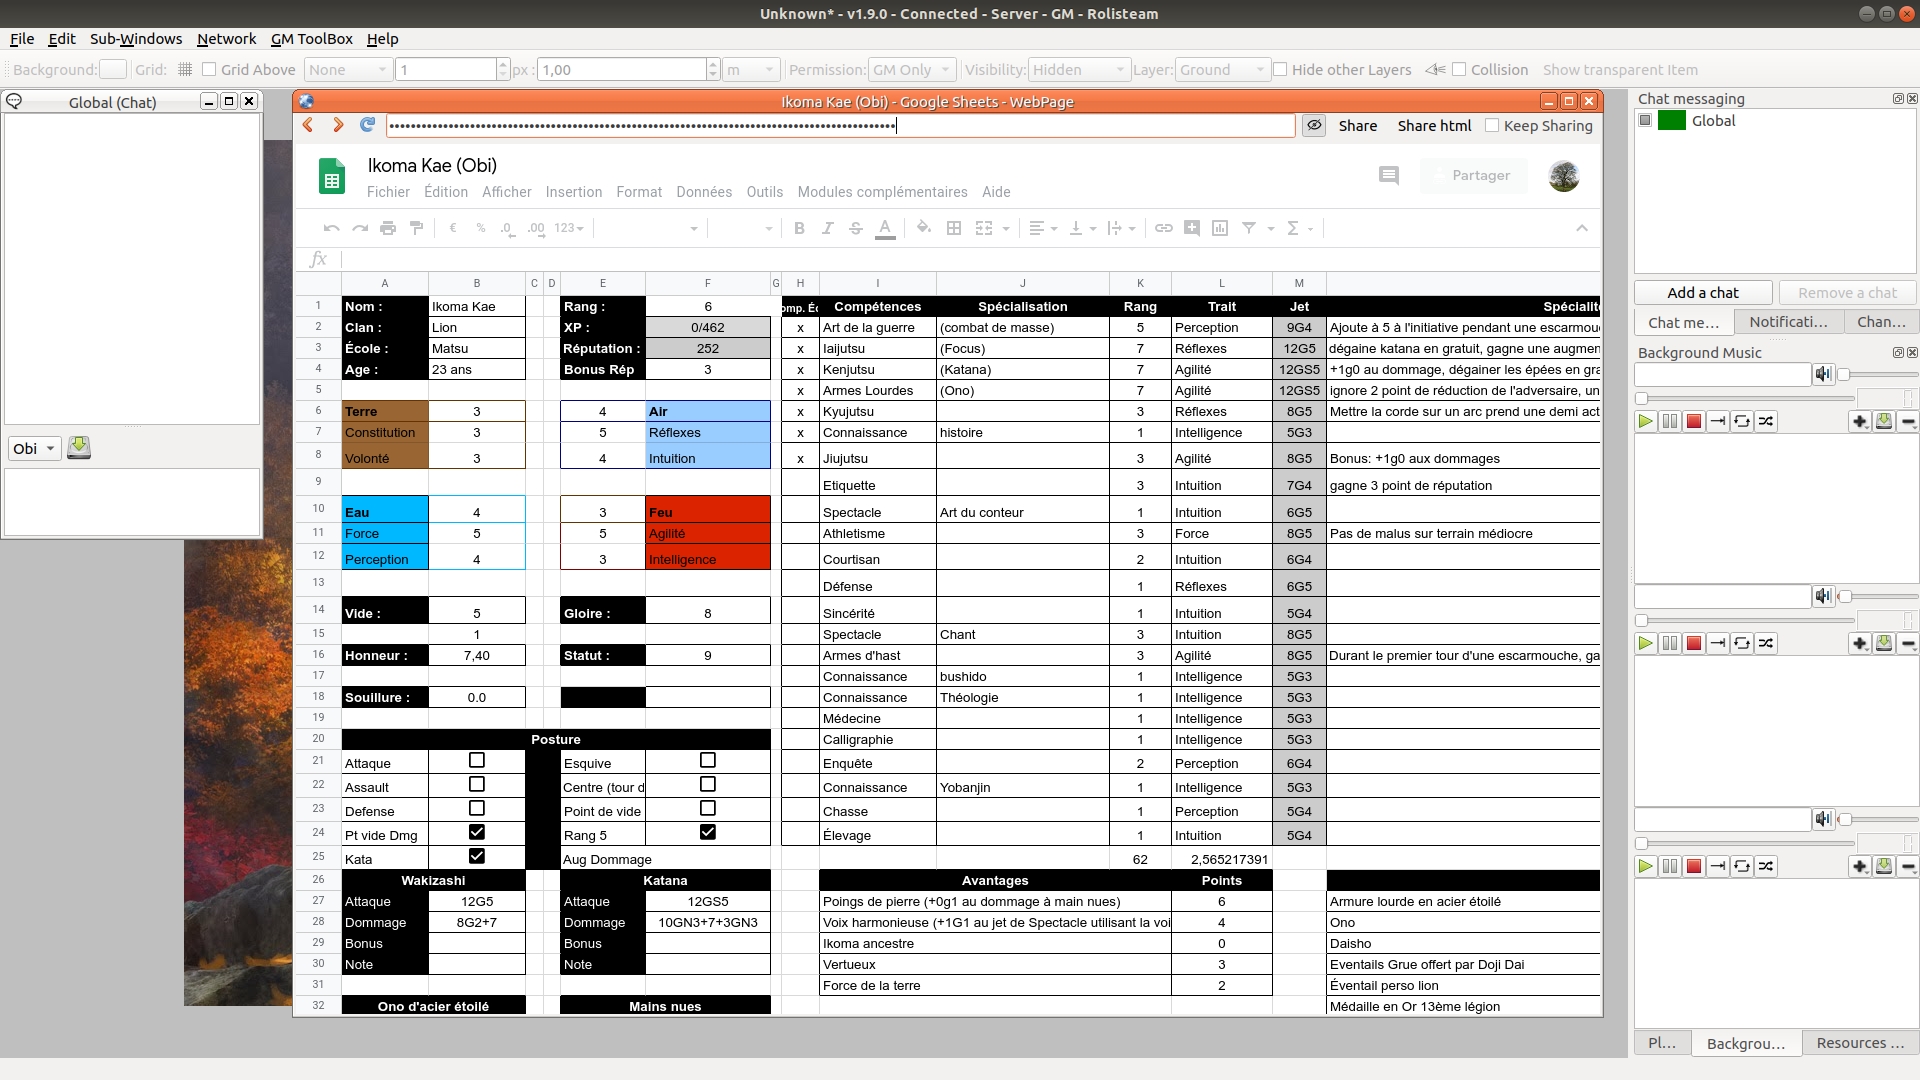 Unknown* - v1.9.0 - Connected - Server - GM - Rolisteam
File Edit Sub-Windows Network GM ToolBox Help
Background: Grid: Grid Above None 1 px : 1,00 m Permission: GM Only Visibility: Hidden Layer: Ground Hide other Layers Collision Show transparent Item
Global (Chat)
Obi
Ikoma Kae (Obi) - Google Sheets - WebPage
Share Share html Keep Sharing
Ikoma Kae (Obi)
Fichier Édition Afficher Insertion Format Données Outils Modules complémentaires Aide
Partager
€ % .0 .00 123
fx
A B C D E F G H I J K L M
1 Nom : Ikoma Kae Rang : 6 Compétences Spécialisation Rang Trait Jet
2 Clan : Lion XP : 0/462 x Art de la guerre (combat de masse) 5 Perception 9G4 Ajoute à 5 à l'initiative pendant une
3 École : Matsu Réputation : 252 x Iaijutsu (Focus) 7 Réflexes 12G5 dégaine katana en gratuit, gagne une
4 Age : 23 ans Bonus Rép 3 x Kenjutsu (Katana) 7 Agilité 12GS5 +1g0 au dommage, dégainer les épées en
5 x Armes Lourdes (Ono) 7 Agilité 12GS5 ignore 2 point de réduction de l'adversaire, un
6 Terre 3 4 Air x Kyujutsu 3 Réflexes 8G5 Mettre la corde sur un arc prend une demi act
7 Constitution 3 5 Réflexes x Connaissance histoire 1 Intelligence 5G3
8 Volonté 3 4 Intuition x Jiujutsu 3 Agilité 8G5 Bonus: +1g0 aux dommages
9 Etiquette 3 Intuition 7G4 gagne 3 point de réputation
10 Eau 4 3 Feu Spectacle Art du conteur 1 Intuition 6G5
11 Force 5 5 Agilité Athletisme 3 Force 8G5 Pas de malus sur terrain médiocre
12 Perception 4 3 Intelligence Courtisan 2 Intuition 6G4
13 Défense 1 Réflexes 6G5
14 Vide : 5 Gloire : 8 Sincérité 1 Intuition 5G4
15 1 Spectacle Chant 3 Intuition 8G5
16 Honneur : 7,40 Statut : 9 Armes d'hast 3 Agilité 8G5 Durant le premier tour d'une escarmouche, ga
17 Connaissance bushido 1 Intelligence 5G3
18 Souillure : 0.0 Connaissance Théologie 1 Intelligence 5G3
19 Médecine 1 Intelligence 5G3
20 Posture Calligraphie 1 Intelligence 5G3
21 Attaque Esquive Enquête 2 Perception 6G4
22 Assault Centre (tour d Connaissance Yobanjin 1 Intelligence 5G3
23 Defense Point de vide Chasse 1 Perception 5G4
24 Pt vide Dmg Rang 5 Élevage 1 Intuition 5G4
25 Kata Aug Dommage 62 2,565217391
26 Wakizashi Katana Avantages Points
27 Attaque 12G5 Attaque 12GS5 Poings de pierre (+0g1 au dommage à main nues) 6 Armure lourde en acier étoilé
28 Dommage 8G2+7 Dommage 10GN3+7+3GN3 Voix harmonieuse (+1G1 au jet de Spectacle utilisant la voi 4 Ono
29 Bonus Bonus Ikoma ancestre 0 Daisho
30 Note Note Vertueux 3 Eventails Grue offert par Doji Dai
31 Force de la terre 2 Éventail perso lion
32 Ono d'acier étoilé Mains nues Médaille en Or 13ème légion
Chat messaging
Global
Add a chat Remove a chat
Chat me... Notificati... Chan...
Background Music
Pl... Backgrou... Resources ...